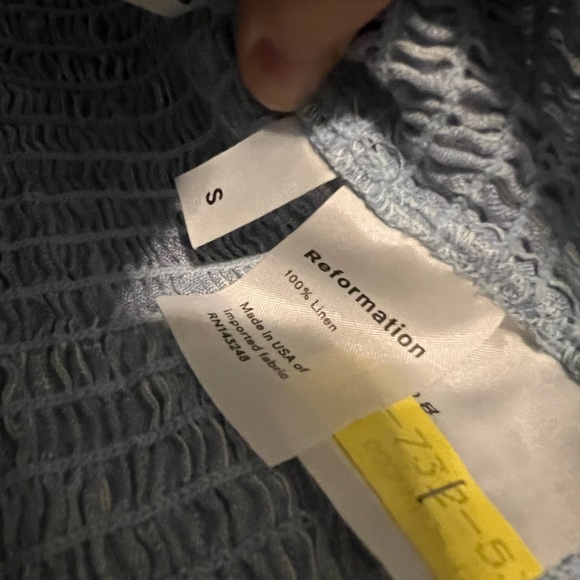 S
Reformation
100% Linen
Made in USA of
imported fabric
RN143248